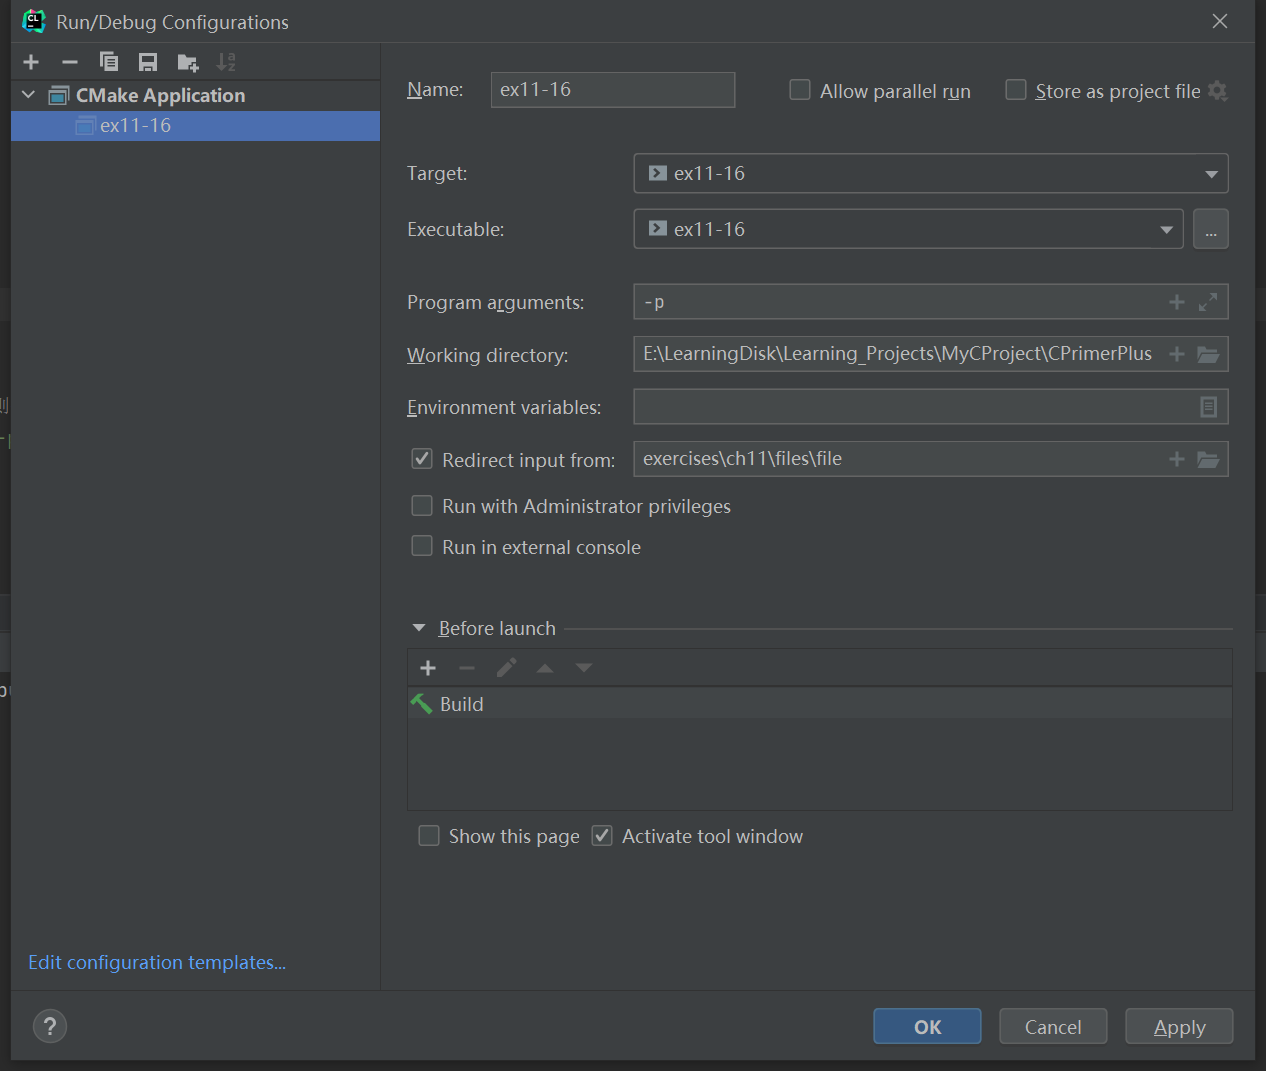 CL
Run/Debug Configurations
CMake Application
ex11-16
Name:
ex11-16
Allow parallel run
Store as project file
Target:
ex11-16
Executable:
ex11-16
...
Program arguments:
-p
Working directory:
E:\LearningDisk\Learning_Projects\MyCProject\CPrimerPlus
Environment variables:
Redirect input from:
exercises\ch11\files\file
Run with Administrator privileges
Run in external console
Before launch
Build
Show this page
Activate tool window
Edit configuration templates...
?
OK
Cancel
Apply